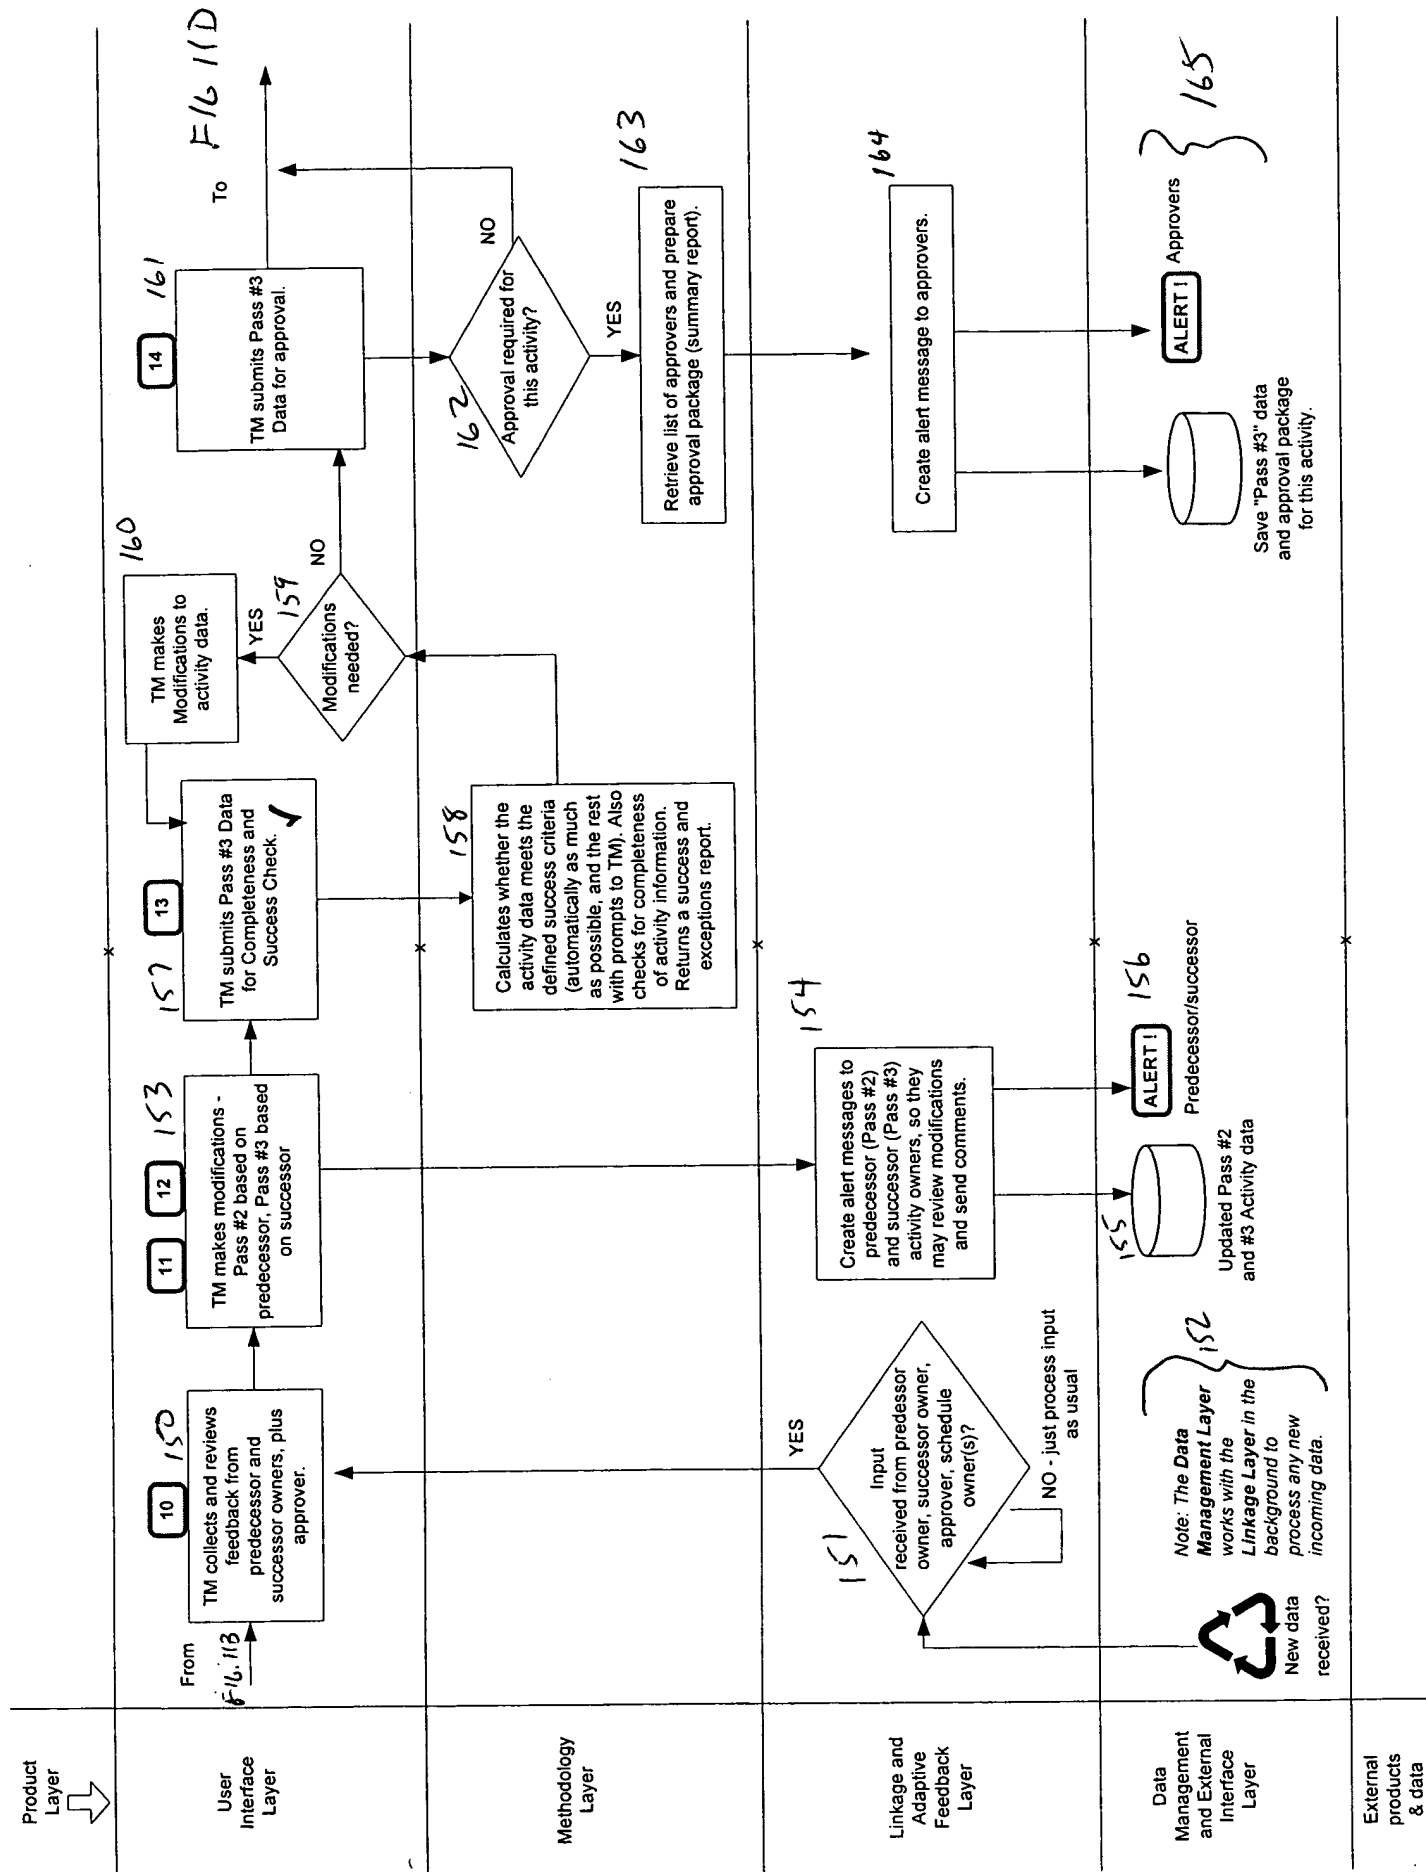 Product
Layer
User
Interface
Layer
From
FIG. 11B
10
150
TM collects and reviews
feedback from
predecessor and
successor owners, plus
approver.
11
12
153
TM makes modifications -
Pass #2 based on
predecessor, Pass #3 based
on successor
157
13
TM submits Pass #3 Data
for Completeness and
Success Check.
160
TM makes
Modifications to
activity data.
YES
159
Modifications
needed?
NO
14
161
TM submits Pass #3
Data for approval.
To
FIG 11D
Methodology
Layer
158
Calculates whether the
activity data meets the
defined success criteria
(automatically as much
as possible, and the rest
with prompts to TM). Also
checks for completeness
of activity information.
Returns a success and
exceptions report.
162
Approval required for
this activity?
NO
YES
163
Retrieve list of approvers and prepare
approval package (summary report).
Linkage and
Adaptive
Feedback
Layer
151
YES
Input
received from predessor
owner, successor owner,
approver, schedule
owner(s)?
NO - just process input
as usual
154
Create alert messages to
predecessor (Pass #2)
and successor (Pass #3)
activity owners, so they
may review modifications
and send comments.
164
Create alert message to approvers.
Data
Management
and External
Interface
Layer
New data
received?
Note: The Data
Management Layer
works with the
Linkage Layer in the
background to
process any new
incoming data.
152
155
Updated Pass #2
and #3 Activity data
ALERT !
156
Predecessor/successor
Save "Pass #3" data
and approval package
for this activity.
ALERT !
Approvers
165
External
products
& data